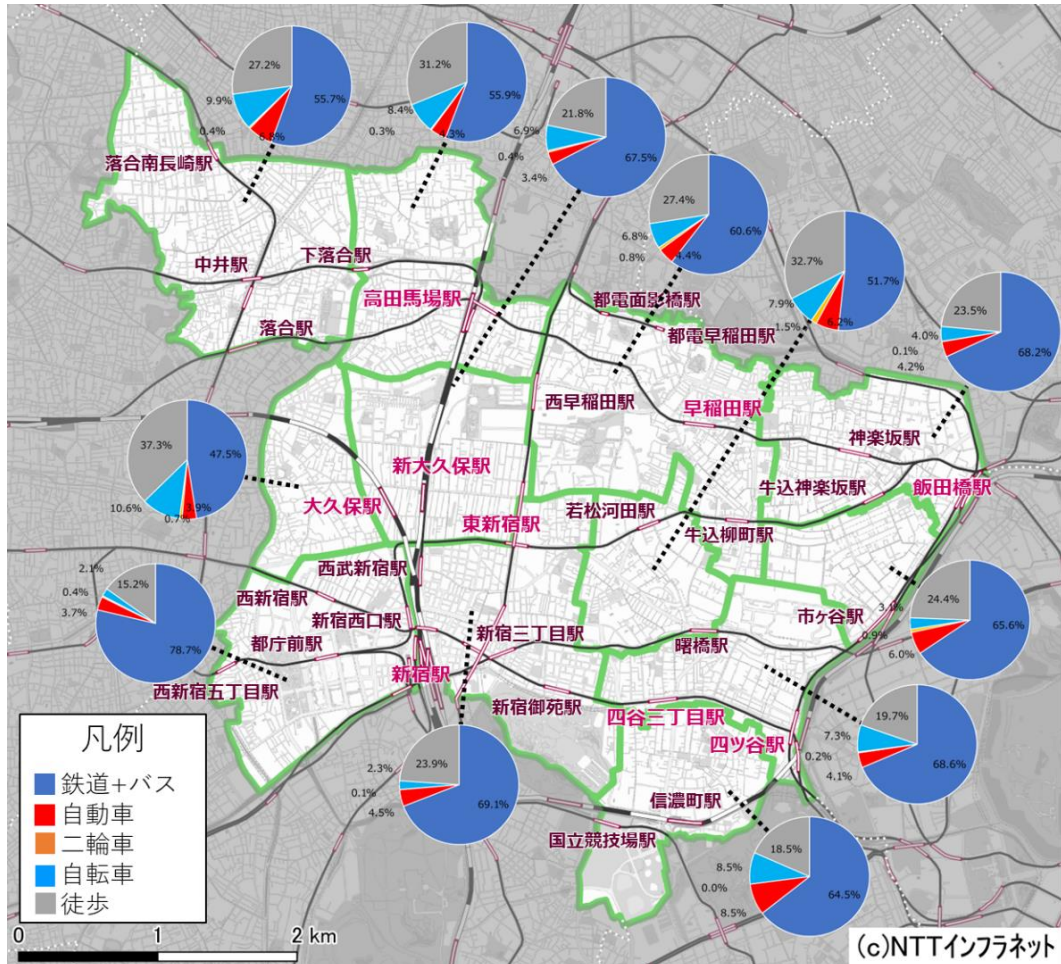 27.2%
55.7%
9.9%
0.4%
6.8%
31.2%
55.9%
8.4%
0.3%
4.3%
21.8%
67.5%
6.9%
0.4%
3.4%
27.4%
60.6%
6.8%
0.8%
4.4%
32.7%
51.7%
7.9%
1.5%
6.2%
23.5%
68.2%
4.0%
0.1%
4.2%
落合南長崎駅
中井駅
下落合駅
落合駅
高田馬場駅
都電面影橋駅
都電早稲田駅
西早稲田駅
早稲田駅
神楽坂駅
牛込神楽坂駅
飯田橋駅
37.3%
47.5%
10.6%
0.7%
3.9%
新大久保駅
大久保駅
東新宿駅
若松河田駅
牛込柳町駅
西武新宿駅
西新宿駅
新宿西口駅
都庁前駅
新宿三丁目駅
曙橋駅
市ヶ谷駅
2.1%
15.2%
0.4%
3.7%
78.7%
24.4%
3.1%
0.9%
6.0%
65.6%
西新宿五丁目駅
新宿駅
新宿御苑駅
四谷三丁目駅
四ツ谷駅
19.7%
7.3%
0.2%
4.1%
68.6%
23.9%
2.3%
0.1%
4.5%
69.1%
信濃町駅
国立競技場駅
18.5%
8.5%
0.0%
8.5%
64.5%
凡例
鉄道+バス
自動車
二輪車
自転車
徒歩
0 1 2 km
(c)NTTインフラネット